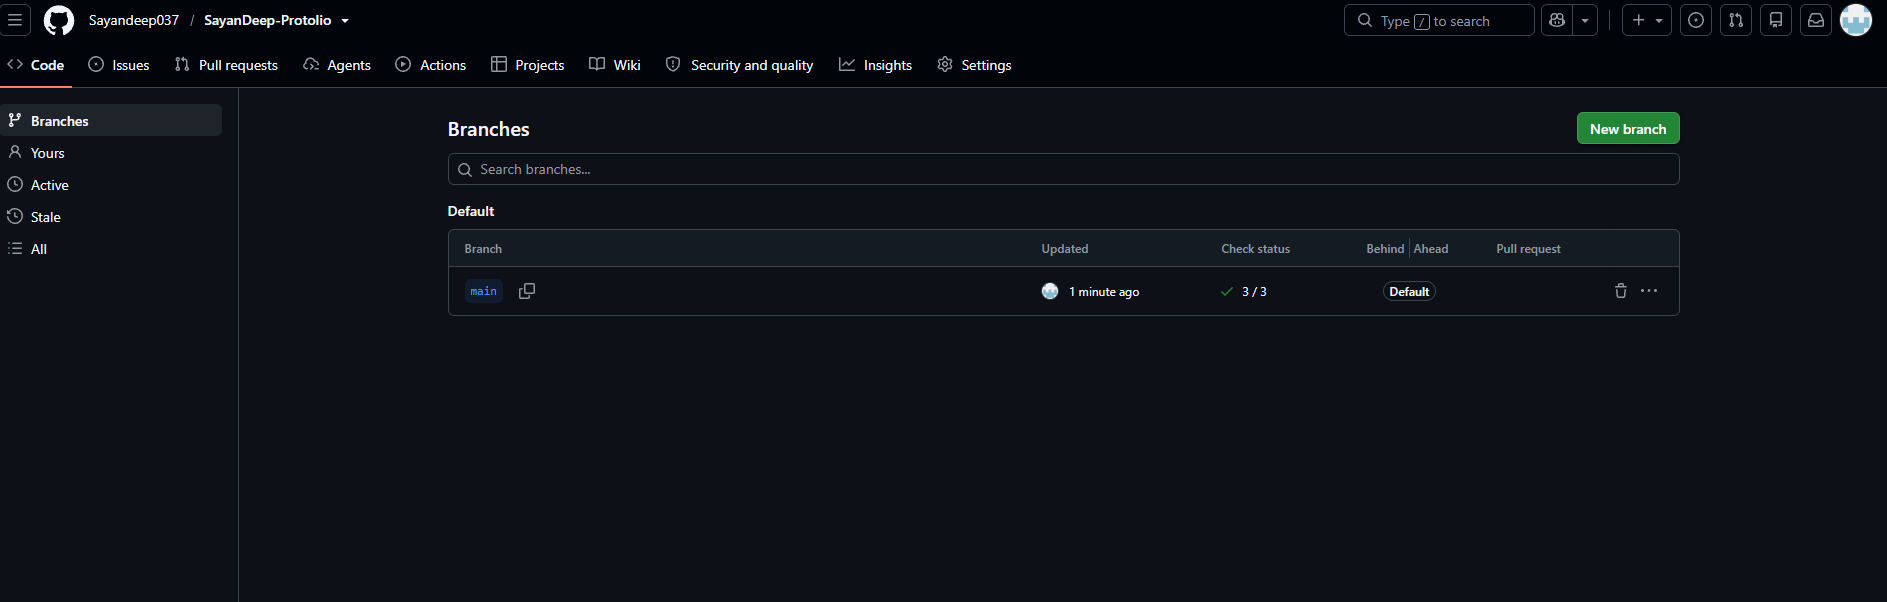 Sayandeep037 / SayanDeep-Protolio
Type / to search
Code Issues Pull requests Agents Actions Projects Wiki Security and quality Insights Settings
Branches
Yours
Active
Stale
All
Branches
New branch
Search branches...
Default
Branch Updated Check status Behind Ahead Pull request
main 1 minute ago 3 / 3 Default